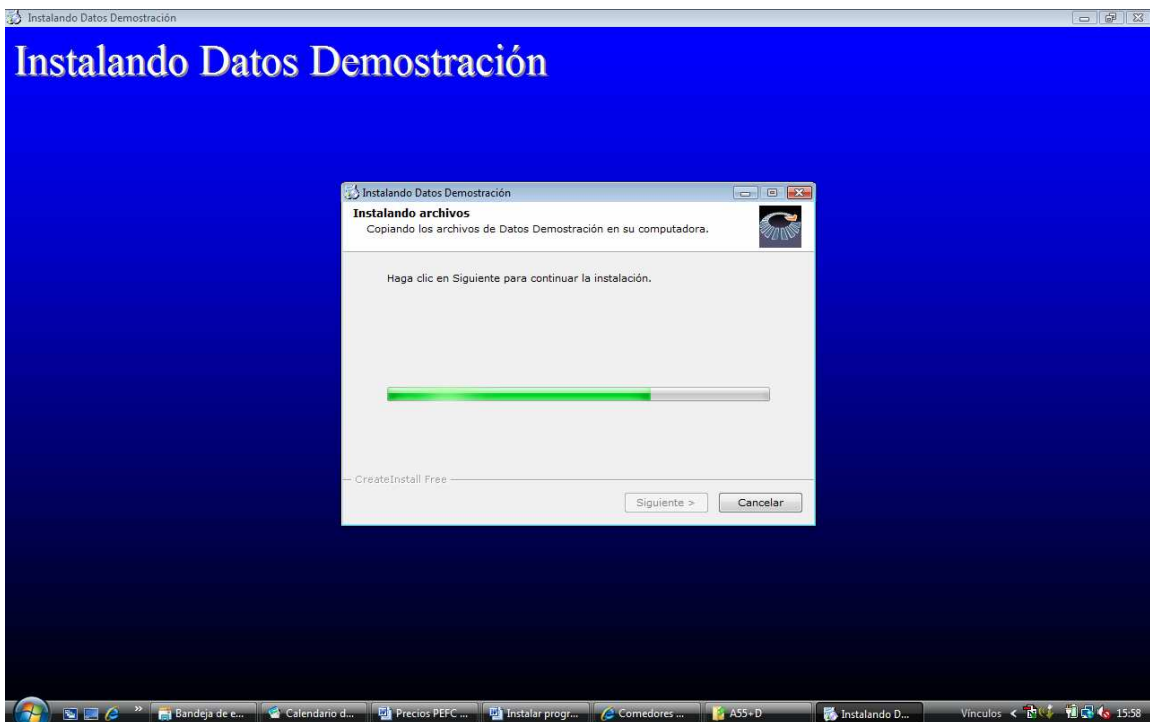 Instalando Datos Demostración
Instalando Datos Demostración
Instalando Datos Demostración
Instalando archivos
Copiando los archivos de Datos Demostración en su computadora.
Haga clic en Siguiente para continuar la instalación.
CreateInstall Free
Siguiente >
Cancelar
» Bandeja de e... Calendario d... Precios PEFC ... Instalar progr... Comedores ... A55+D Instalando D... Vínculos < 15:58